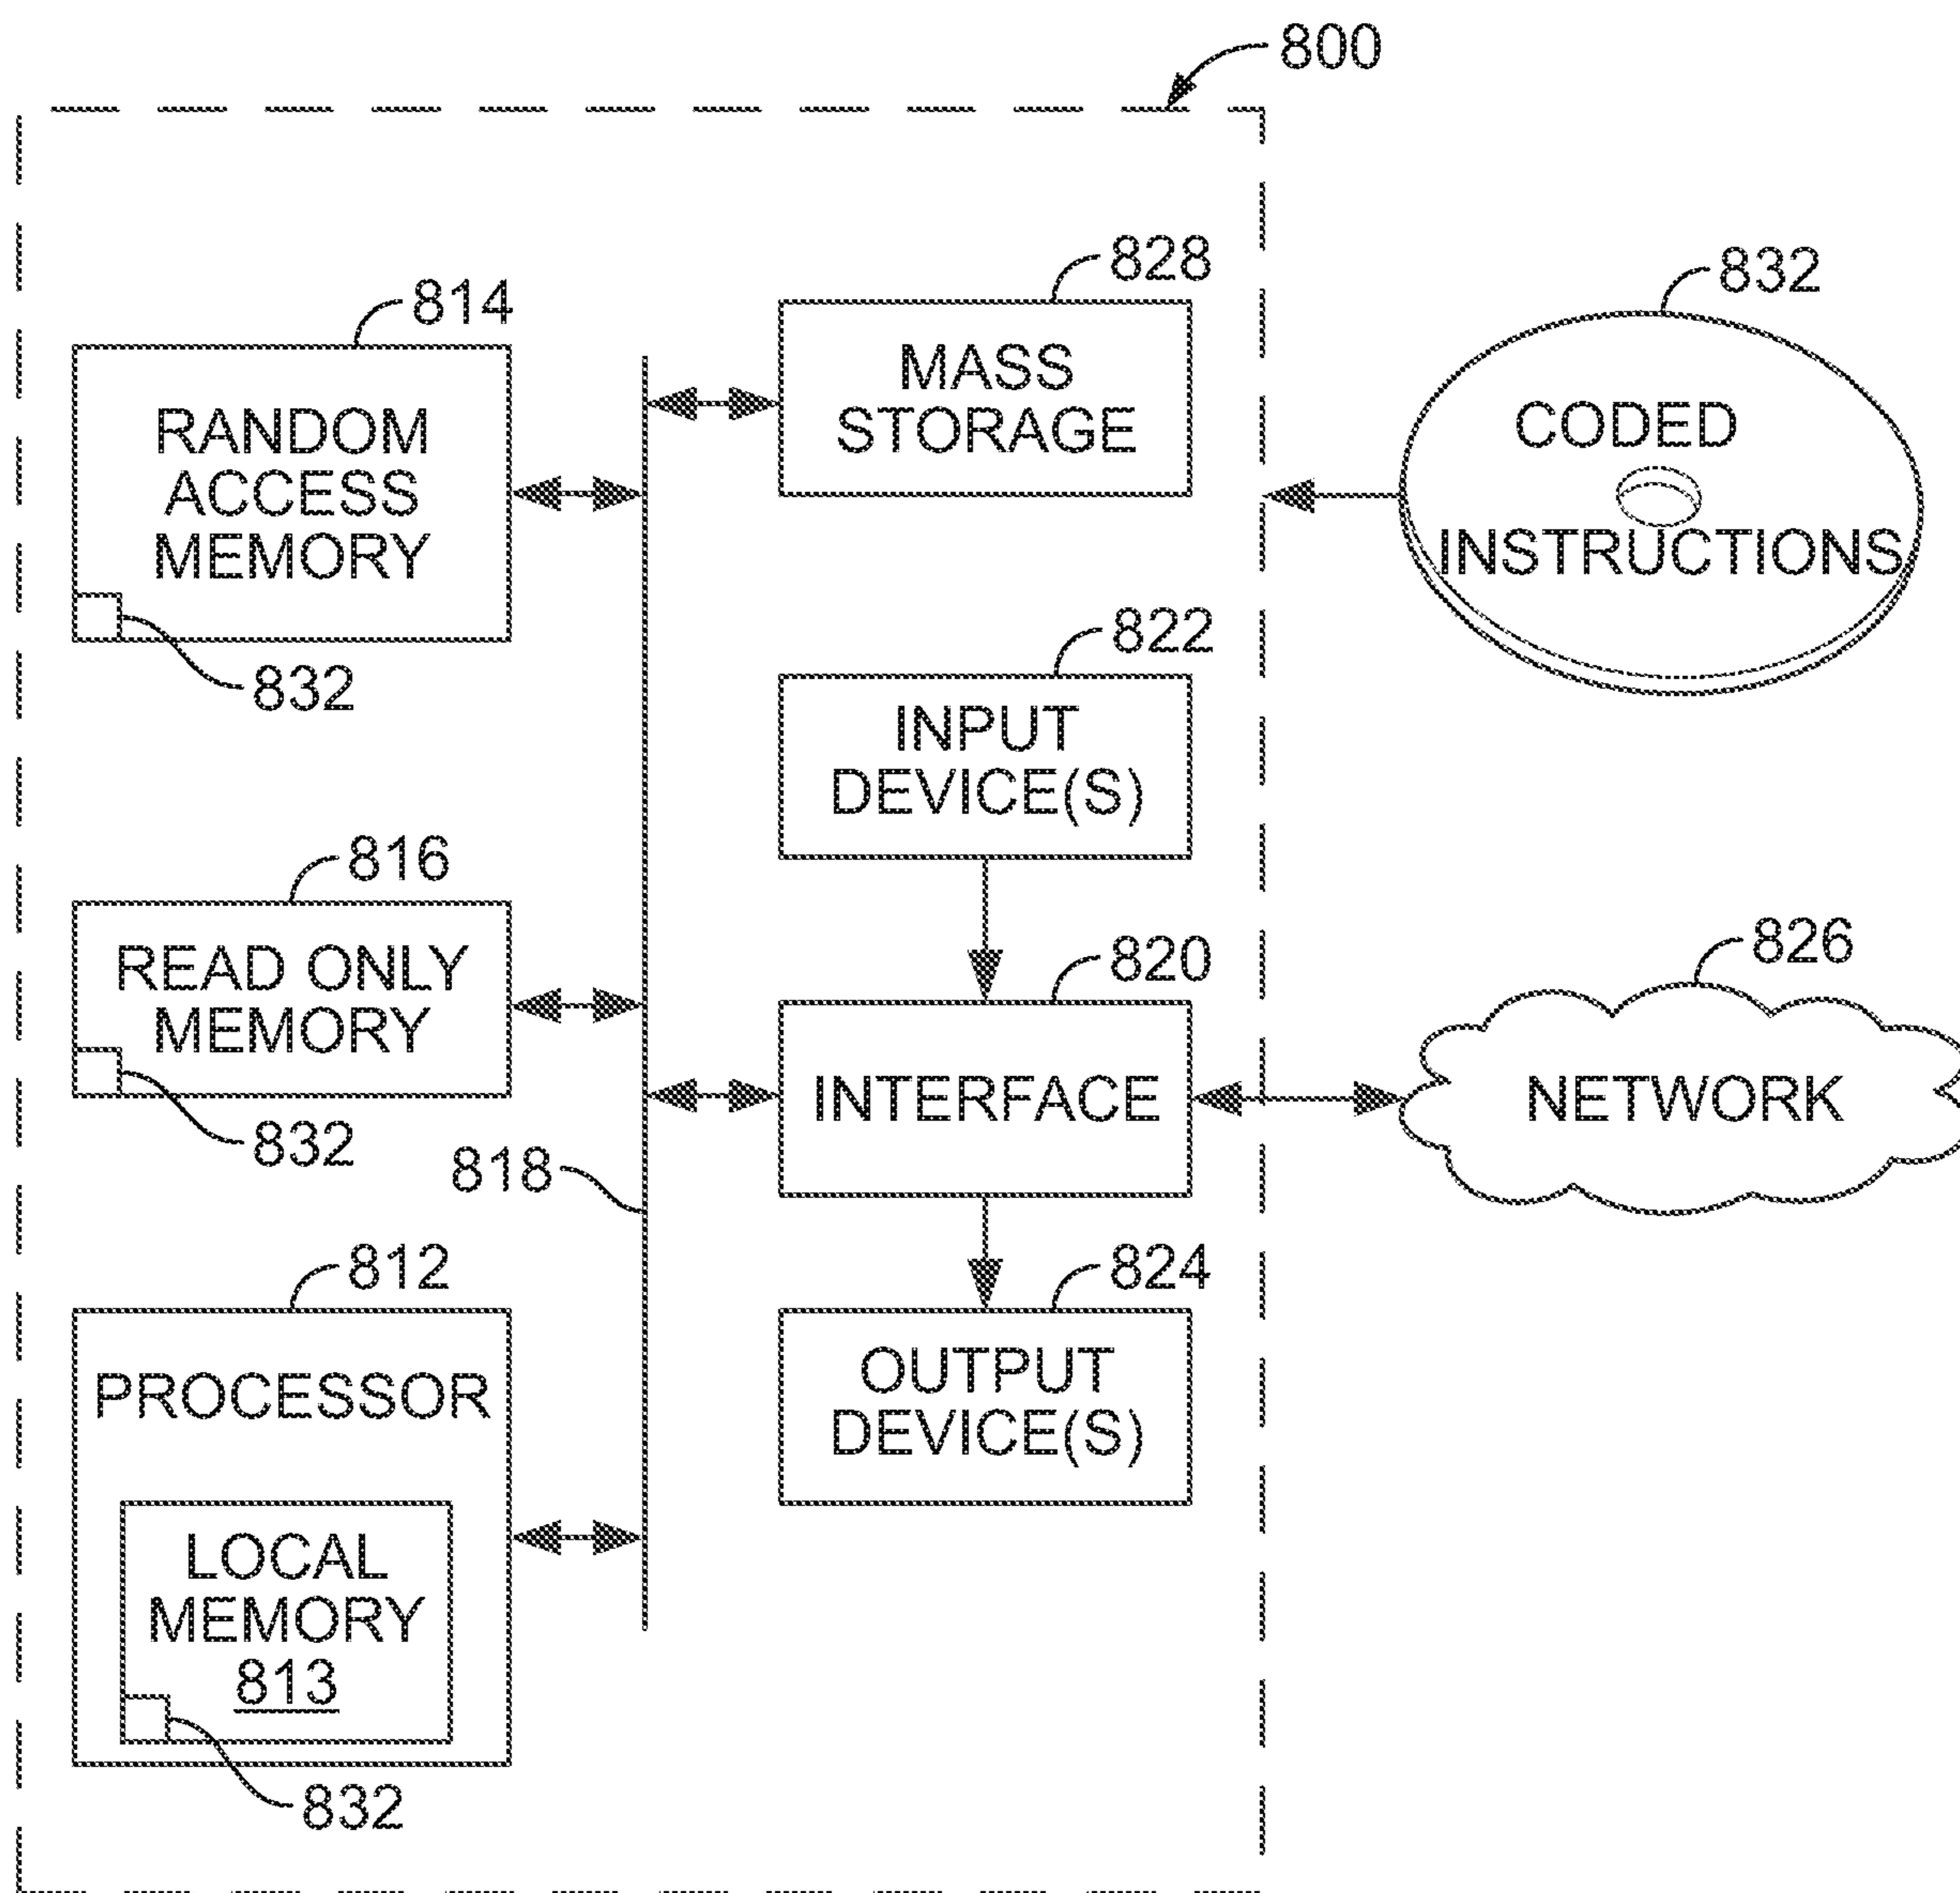 800
828
832
814
MASS
STORAGE
RANDOM
ACCESS
MEMORY
CODED
INSTRUCTIONS
832
822
INPUT
DEVICE(S)
816
READ ONLY
MEMORY
832
820
826
INTERFACE
NETWORK
818
812
824
PROCESSOR
OUTPUT
DEVICE(S)
LOCAL
MEMORY
813
832